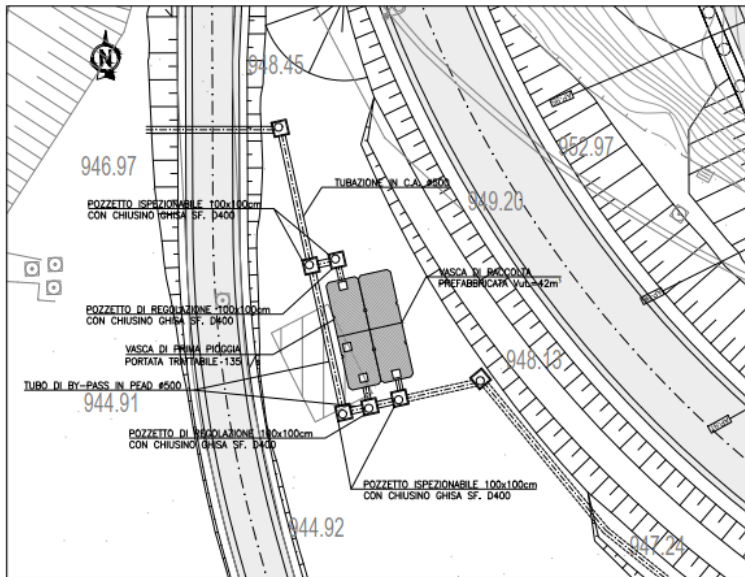 N
948.45
946.97
952.97
TUBAZIONE IN C.A. ø500
949.20
POZZETTO ISPEZIONABILE 100x100cm
CON CHIUSINO GHISA SF. D400
VASCA DI RACCOLTA
PREFABBRICATA Vut.=42m³
POZZETTO DI REGOLAZIONE 100x100cm
CON CHIUSINO GHISA SF. D400
VASCA DI PRIMA PIOGGIA
PORTATA TRATTABILE 135 l/s
948.13
TUBO DI BY-PASS IN PEAD ø500
944.91
POZZETTO DI REGOLAZIONE 100x100cm
CON CHIUSINO GHISA SF. D400
POZZETTO ISPEZIONABILE 100x100cm
CON CHIUSINO GHISA SF. D400
944.92
947.24